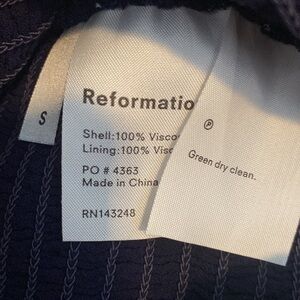 S
Reformatio
Shell:100% Visco
Lining:100% Visc
PO # 4363
Made in China
RN143248
P
Green dry clean.